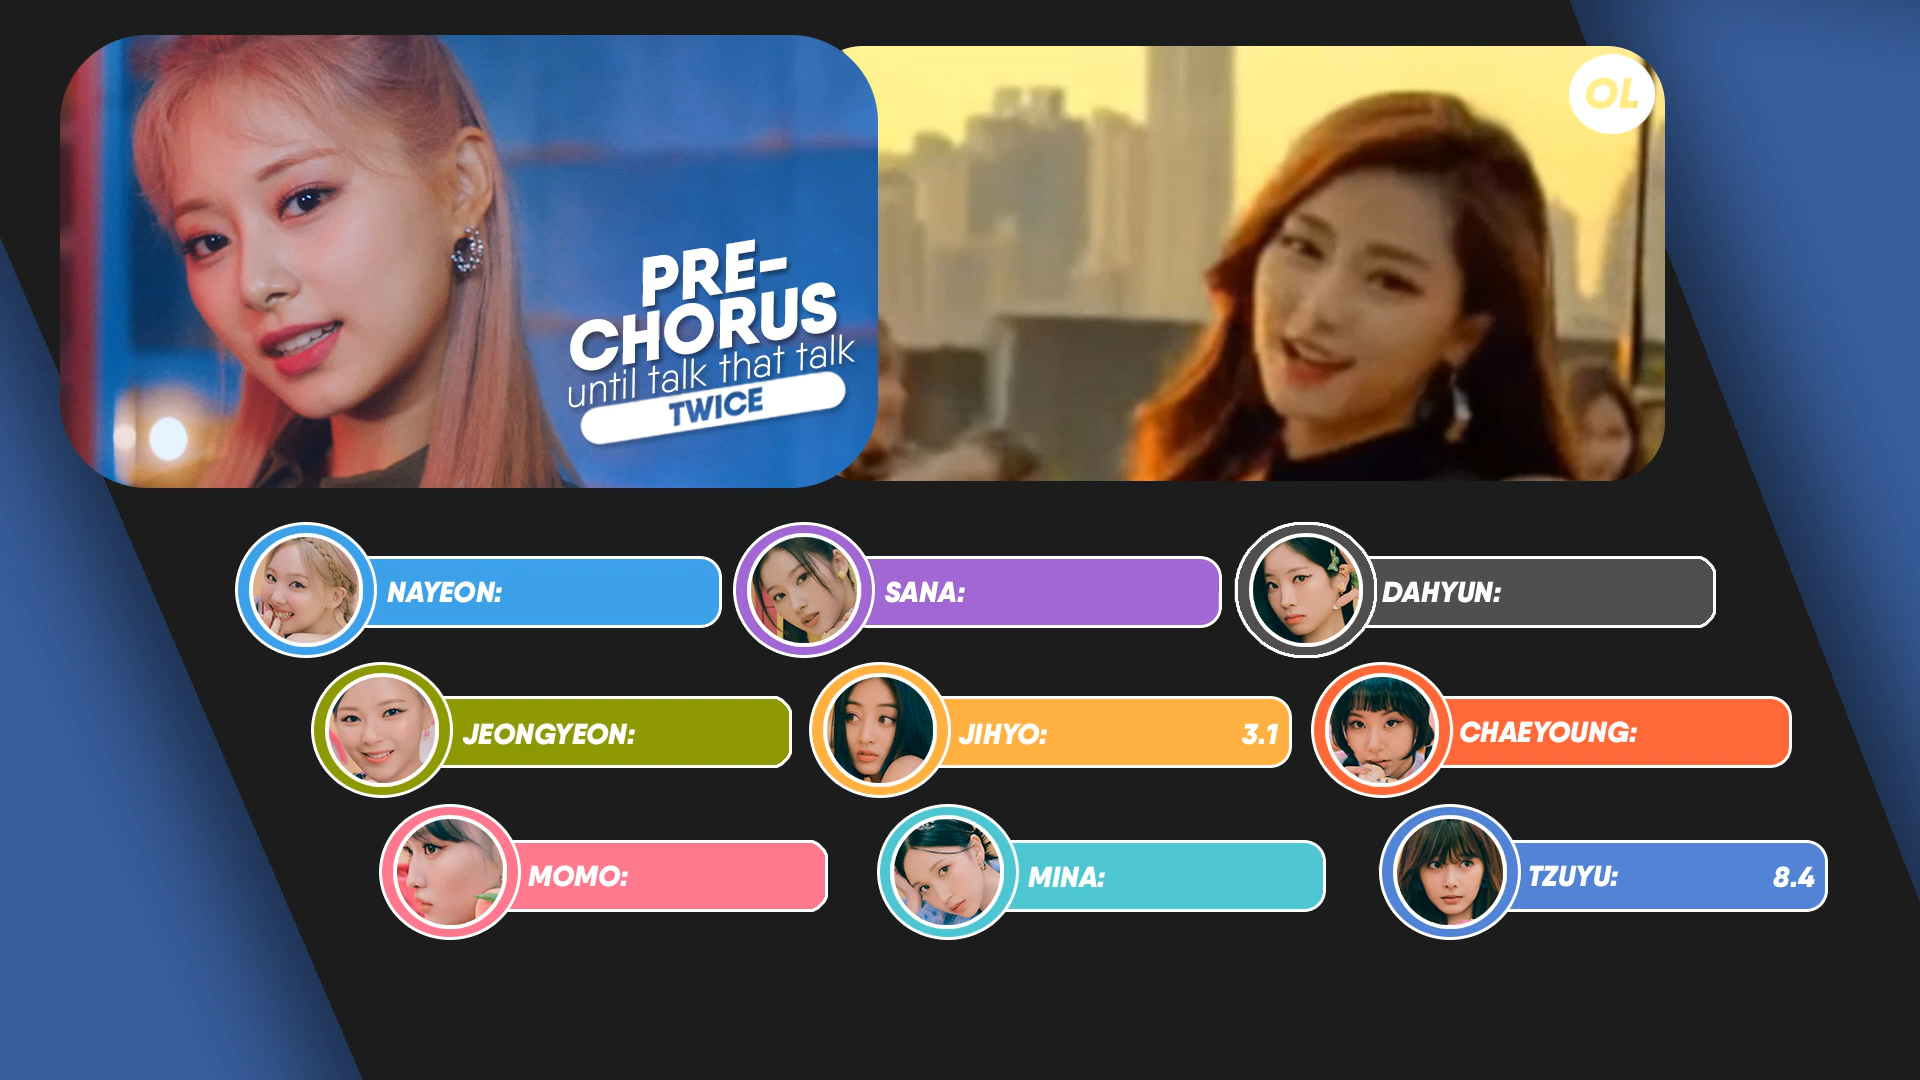 OL
PRE-
CHORUS
until talk that talk
TWICE
NAYEON:
SANA:
DAHYUN:
JEONGYEON:
JIHYO: 3.1
CHAEYOUNG:
MOMO:
MINA:
TZUYU: 8.4